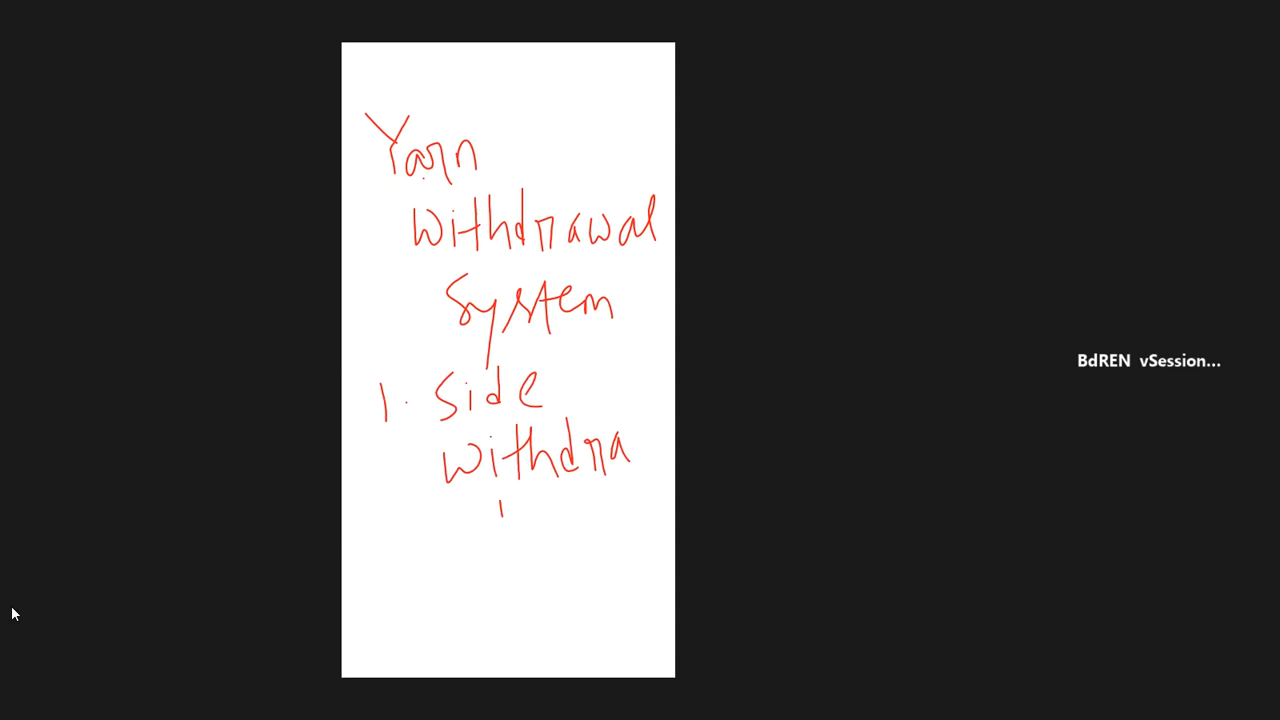 Yarn
withdrawal
System
1. Side
withdra
BdREN vSession...